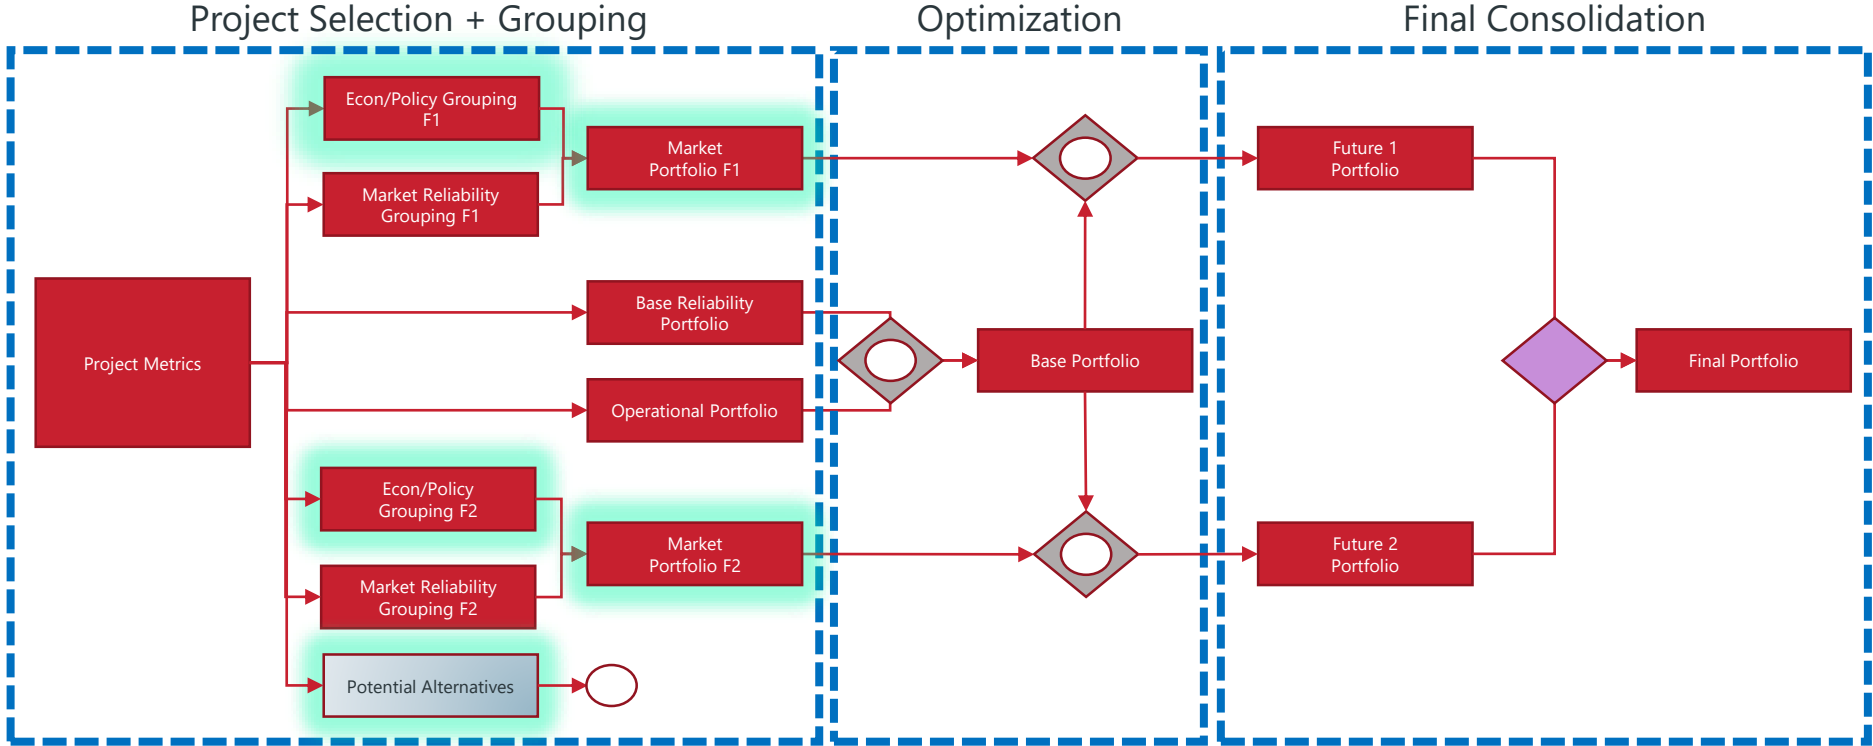 Project Selection + Grouping
Optimization
Final Consolidation
Econ/Policy Grouping
F1
Market Reliability
Grouping F1
Market
Portfolio F1
Future 1
Portfolio
Project Metrics
Base Reliability
Portfolio
Operational Portfolio
Base Portfolio
Final Portfolio
Econ/Policy
Grouping F2
Market Reliability
Grouping F2
Market
Portfolio F2
Future 2
Portfolio
Potential Alternatives